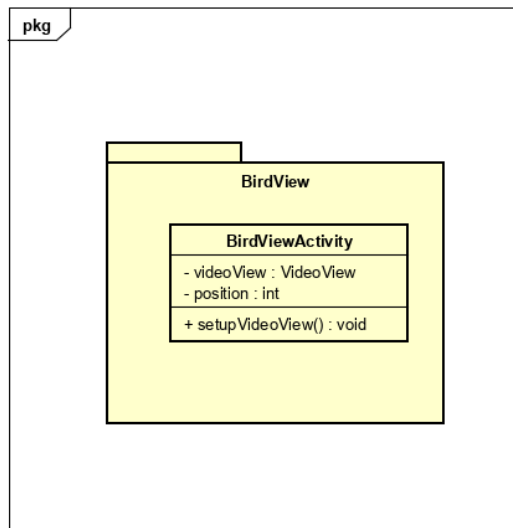 pkg
BirdView
BirdViewActivity
- videoView : VideoView
- position : int
+ setupVideoView() : void